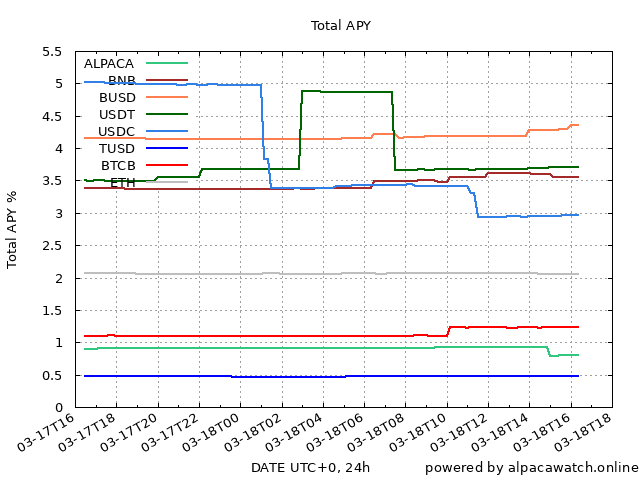 Total APY
5.5
5
4.5
4
3.5
3
2.5
2
1.5
1
0.5
0
Total APY %
ALPACA
BNB
BUSD
USDT
USDC
TUSD
BTCB
ETH
03-17T16
03-17T18
03-17T20
03-17T22
03-18T00
03-18T02
03-18T04
03-18T06
03-18T08
03-18T10
03-18T12
03-18T14
03-18T16
03-18T18
DATE UTC+0, 24h
powered by alpacawatch.online